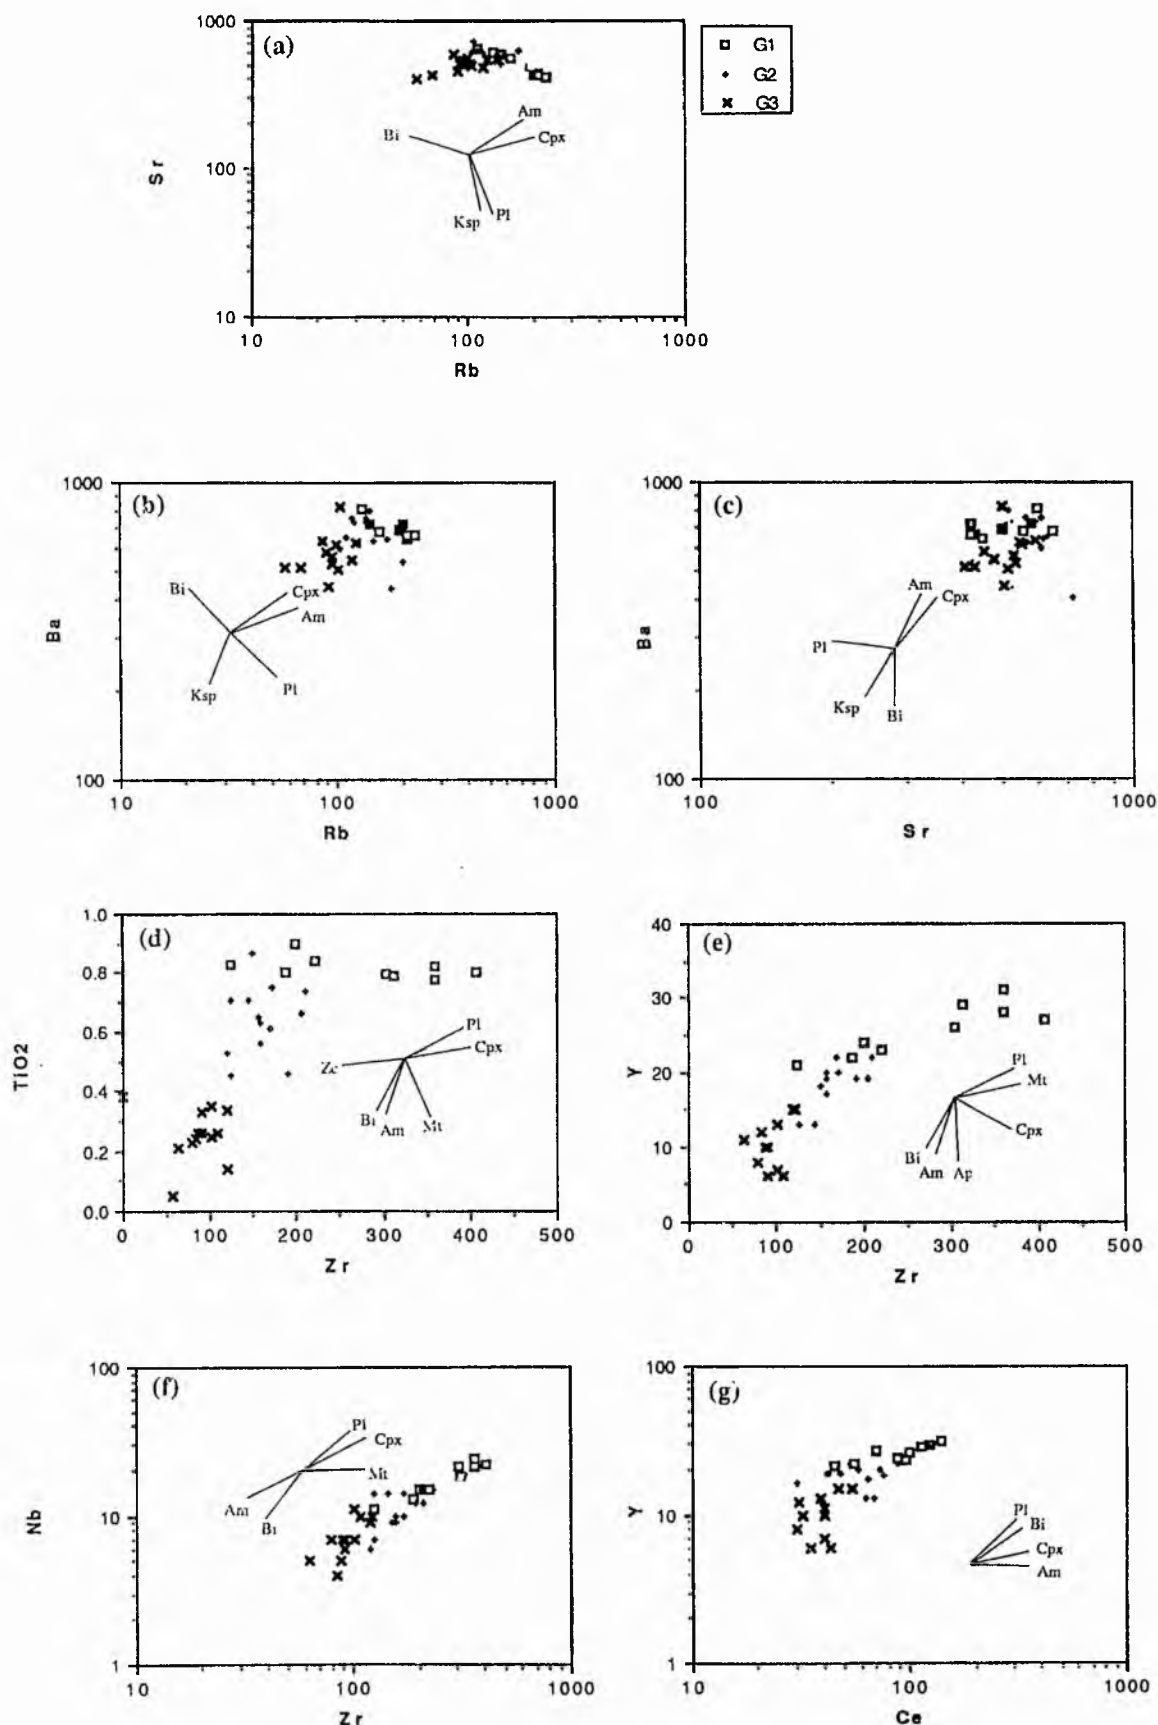 (a)
1000
100
10
Sr
Am
Bi
Cpx
Ksp
Pl
10
100
1000
Rb
G1
G2
G3
(b)
1000
100
Ba
Bi
Cpx
Am
Ksp
Pl
10
100
1000
Rb
(c)
1000
100
Ba
Am
Cpx
Pl
Ksp
Bi
100
1000
Sr
(d)
1.0
0.8
0.6
0.4
0.2
0.0
TiO2
Pl
Cpx
Zc
Bi
Am
Mt
0
100
200
300
400
500
Zr
(e)
40
30
20
10
0
Y
Pl
Mt
Cpx
Bi
Am
Ap
0
100
200
300
400
500
Zr
(f)
100
10
1
Nb
Pl
Cpx
Mt
Am
Bi
10
100
1000
Zr
(g)
100
10
1
Y
Pl
Bi
Cpx
Am
10
100
1000
Ce